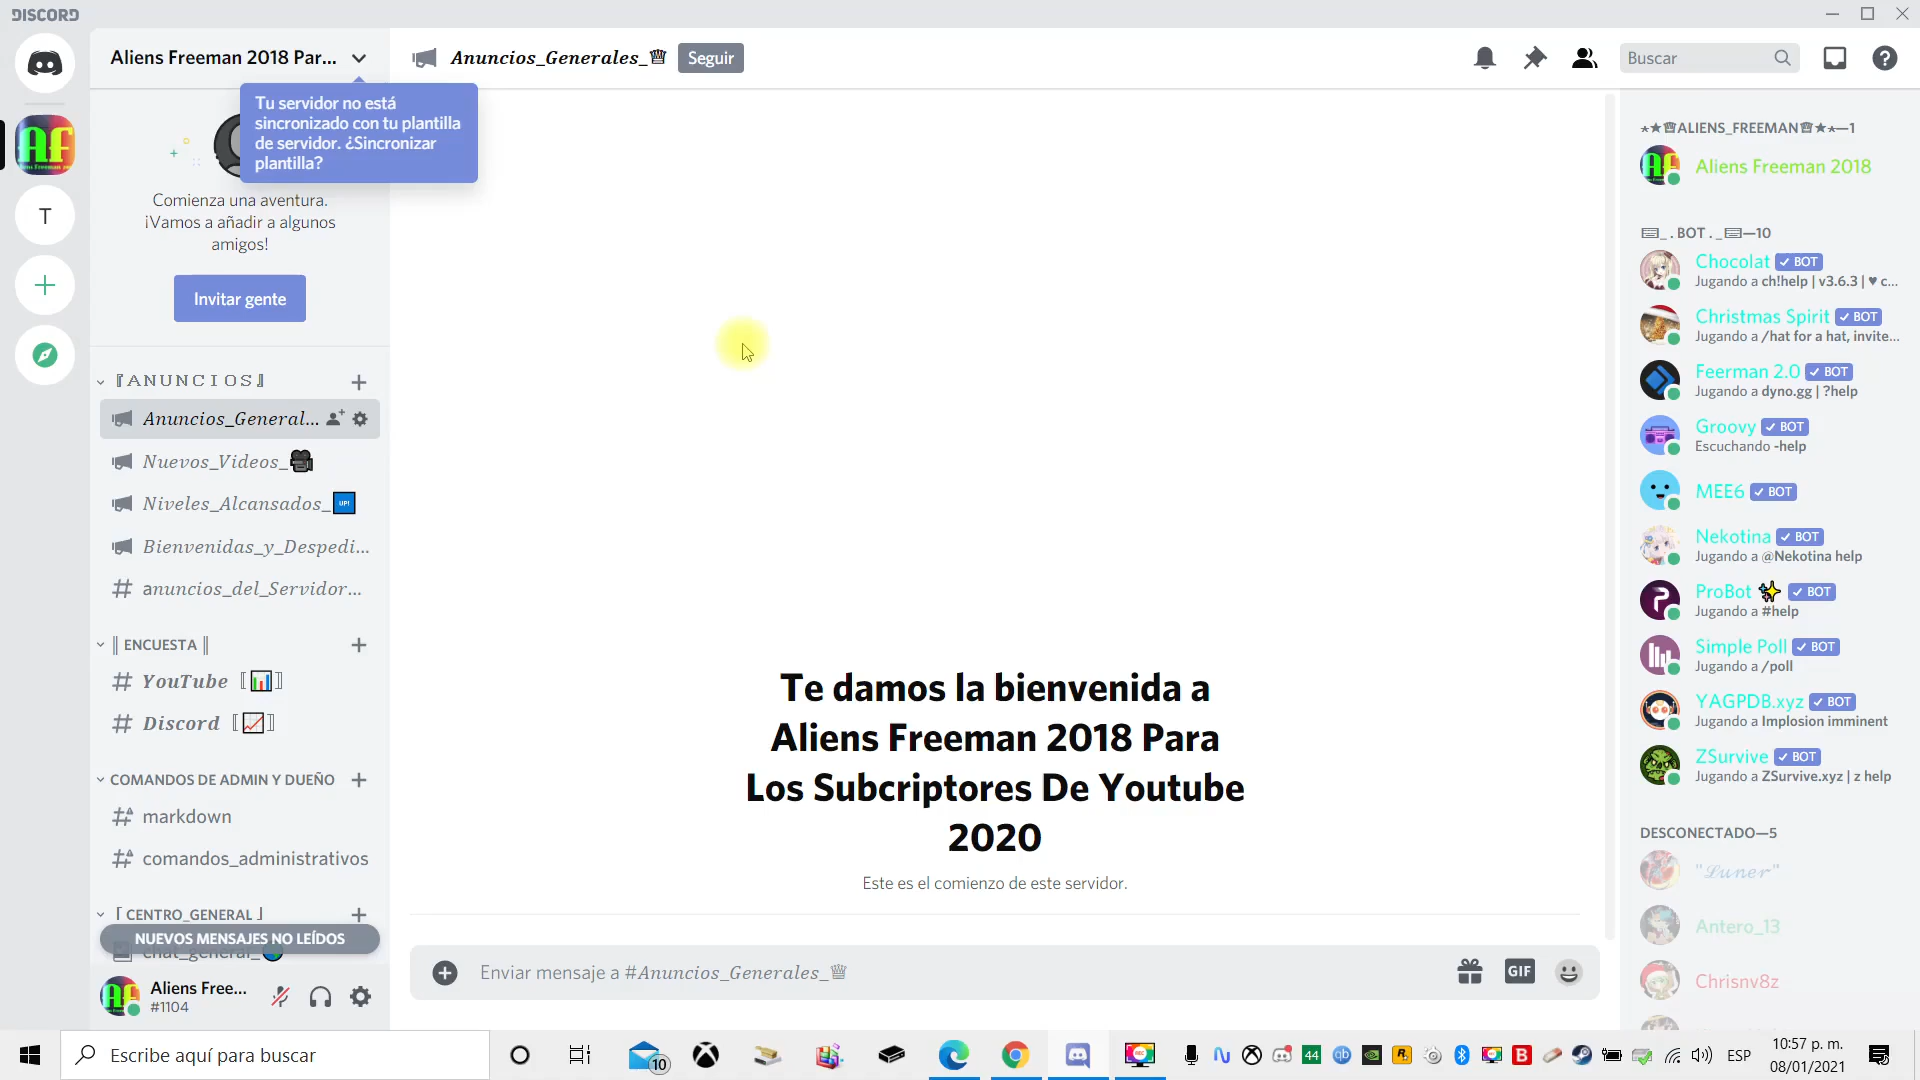 DISCORD
Aliens Freeman 2018 Par...
Anuncios_Generales_♕
Seguir
Buscar
Tu servidor no está
sincronizado con tu plantilla
de servidor. ¿Sincronizar
plantilla?
AF
T
Comienza una aventura.
¡Vamos a añadir a algunos
amigos!
Invitar gente
『ANUNCIOS』
Anuncios_General...
Nuevos_Videos_🎥
Niveles_Alcansados_🆙
Bienvenidas_y_Despedi...
anuncios_del_Servidor...
║ ENCUESTA ║
YouTube 〚📊〛
Discord 〚📈〛
COMANDOS DE ADMIN Y DUEÑO
markdown
comandos_administrativos
「 CENTRO_GENERAL 」
NUEVOS MENSAJES NO LEÍDOS
chat_general_🌎
Aliens Free...
#1104
Te damos la bienvenida a
Aliens Freeman 2018 Para
Los Subcriptores De Youtube
2020
Este es el comienzo de este servidor.
Enviar mensaje a #Anuncios_Generales_♕
GIF
⋆★♕ALIENS_FREEMAN♕★⋆—1
Aliens Freeman 2018
⌨_ . BOT . _⌨—10
Chocolat ✓ BOT
Jugando a ch!help | v3.6.3 | ♥ c...
Christmas Spirit ✓ BOT
Jugando a /hat for a hat, invite...
Feerman 2.0 ✓ BOT
Jugando a dyno.gg | ?help
Groovy ✓ BOT
Escuchando -help
MEE6 ✓ BOT
Nekotina ✓ BOT
Jugando a @Nekotina help
ProBot ✨ ✓ BOT
Jugando a #help
Simple Poll ✓ BOT
Jugando a /poll
YAGPDB.xyz ✓ BOT
Jugando a Implosion imminent
ZSurvive ✓ BOT
Jugando a ZSurvive.xyz | z help
DESCONECTADO—5
"𝓛𝓾𝓷𝓮𝓻"
Antero_13
Chrisnv8z
Escribe aquí para buscar
10
44
qb
ESP
10:57 p. m.
08/01/2021